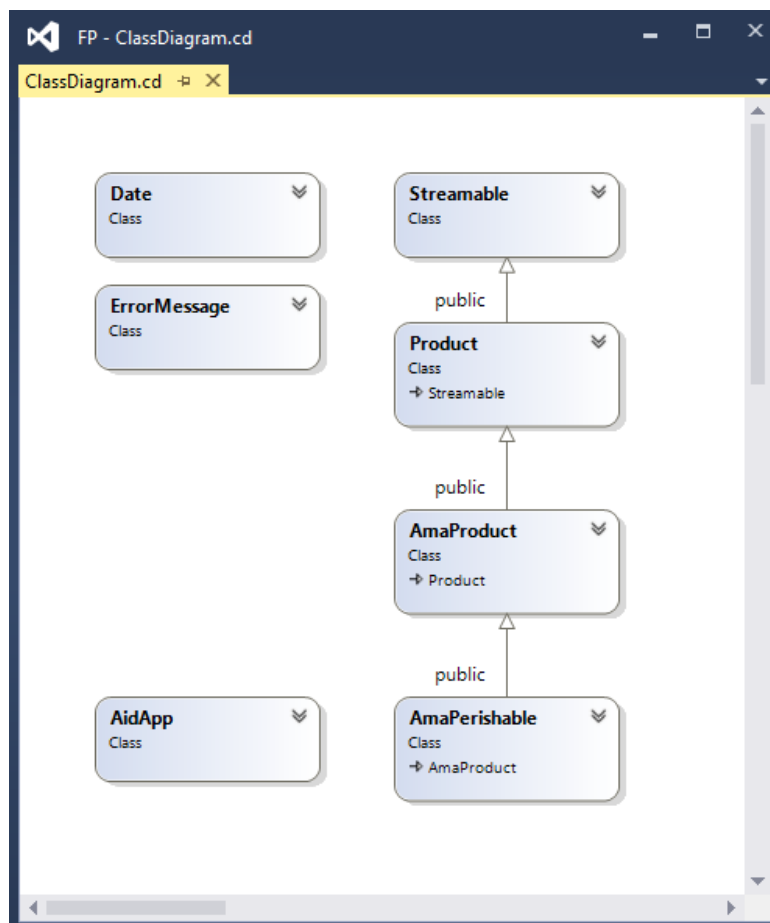 FP - ClassDiagram.cd
ClassDiagram.cd
Date
Class
Streamable
Class
ErrorMessage
Class
public
Product
Class
Streamable
public
AmaProduct
Class
Product
public
AidApp
Class
AmaPerishable
Class
AmaProduct